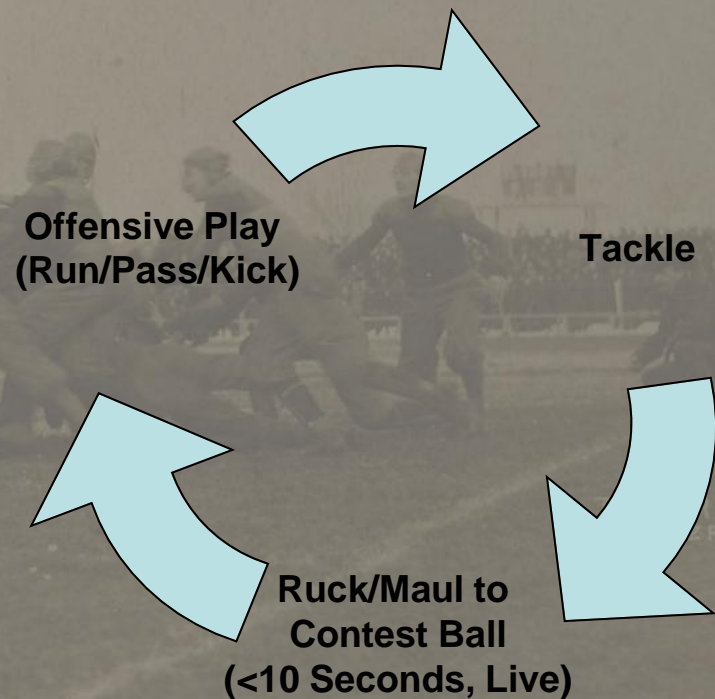 Offensive Play
(Run/Pass/Kick)
Tackle
Ruck/Maul to
Contest Ball
(<10 Seconds, Live)